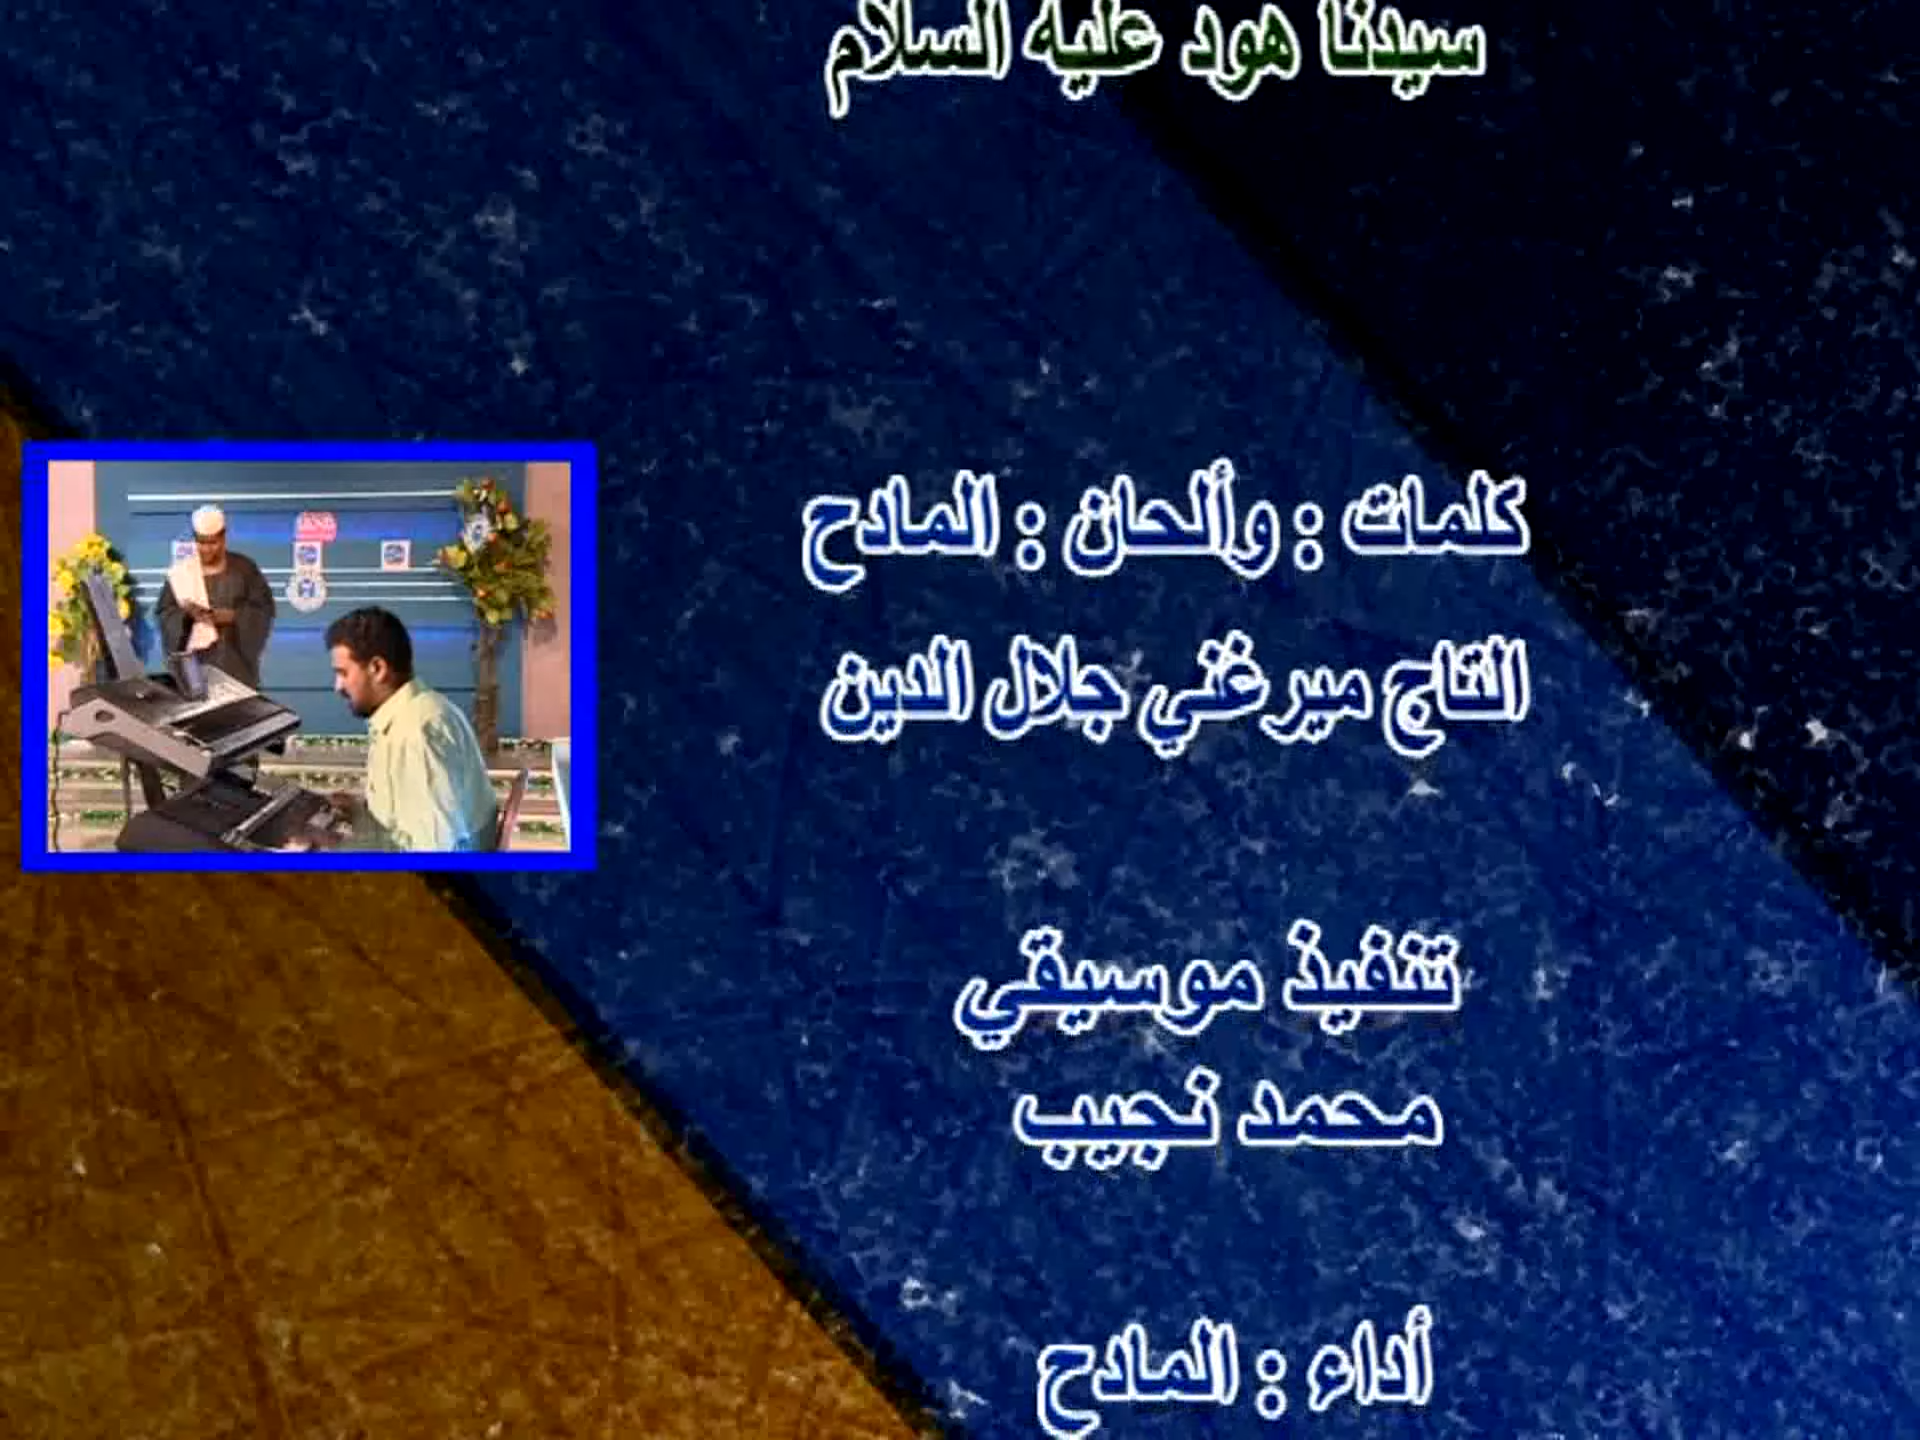 سيدنا هود عليه السلام
كلمات : وألحان : المادح
التاج ميرغني جلال الدين
تنفيذ موسيقي
محمد نجيب
أداء : المادح